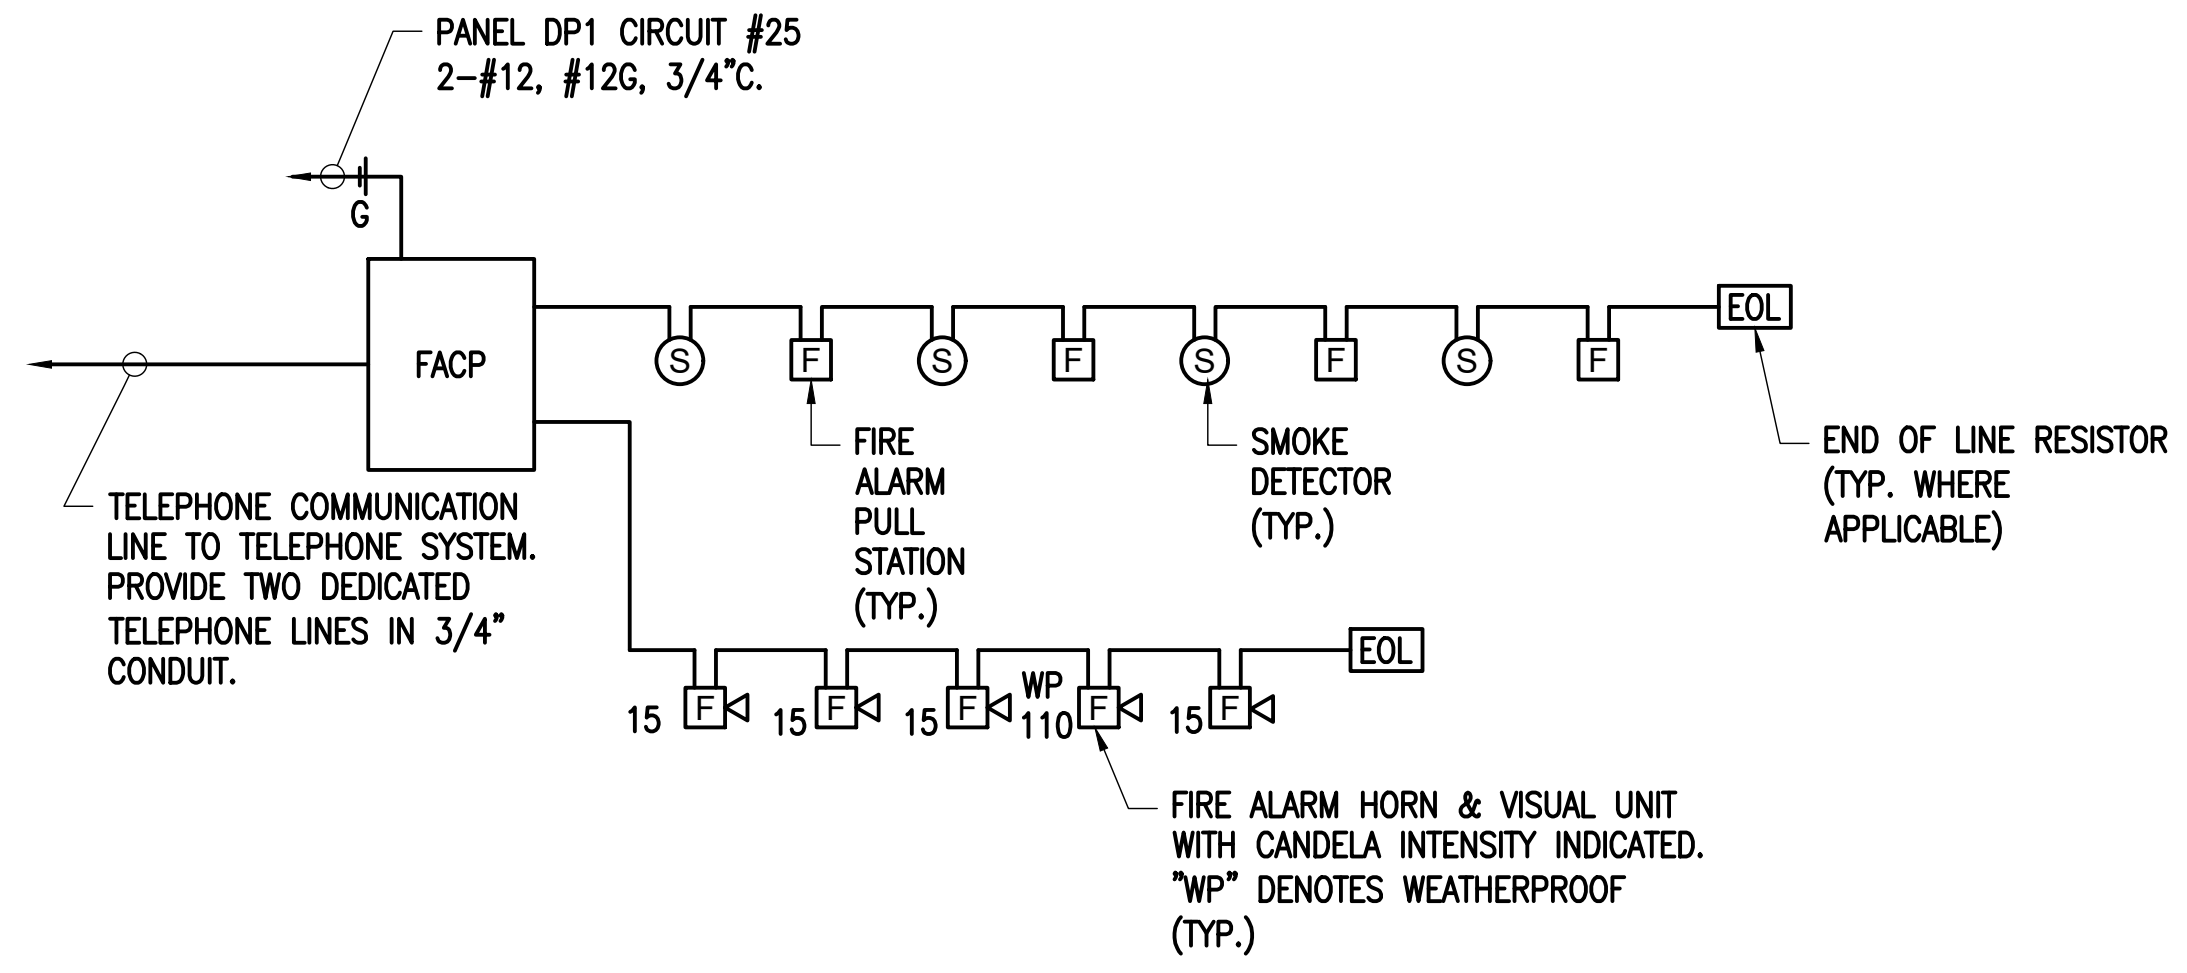 PANEL DP1 CIRCUIT #25
2-#12, #12G, 3/4"C.
G
FACP
S
F
S
F
S
F
S
F
EOL
TELEPHONE COMMUNICATION
LINE TO TELEPHONE SYSTEM.
PROVIDE TWO DEDICATED
TELEPHONE LINES IN 3/4"
CONDUIT.
FIRE
ALARM
PULL
STATION
(TYP.)
SMOKE
DETECTOR
(TYP.)
END OF LINE RESISTOR
(TYP. WHERE
APPLICABLE)
EOL
15
F
15
F
15
F
WP
110
F
15
F
FIRE ALARM HORN & VISUAL UNIT
WITH CANDELA INTENSITY INDICATED.
"WP" DENOTES WEATHERPROOF
(TYP.)